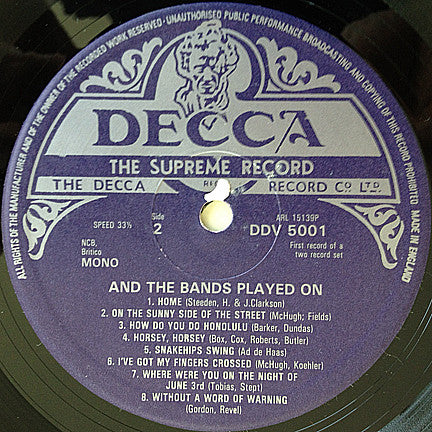 ALL RIGHTS OF THE MANUFACTURER AND OF THE OWNER OF THE RECORDED WORK RESERVED · UNAUTHORISED PUBLIC PERFORMANCE BROADCASTING AND COPYING OF THIS RECORD PROHIBITED MADE IN ENGLAND
DECCA
THE SUPREME RECORD
THE DECCA RECORD CO LTD.
SPEED 33⅓ Side ARL 15139P
2 DDV 5001
NCB, First record of a
Britico two record set
MONO
AND THE BANDS PLAYED ON
1. HOME (Steeden, H. & J.Clarkson)
2. ON THE SUNNY SIDE OF THE STREET (McHugh; Fields)
3. HOW DO YOU DO HONOLULU (Barker, Dundas)
4. HORSEY, HORSEY (Box, Cox, Roberts, Butler)
5. SNAKEHIPS SWING (Ad de Haas)
6. I'VE GOT MY FINGERS CROSSED (McHugh, Koehler)
7. WHERE WERE YOU ON THE NIGHT OF
JUNE 3rd (Tobias, Stept)
8. WITHOUT A WORD OF WARNING
(Gordon, Revel)